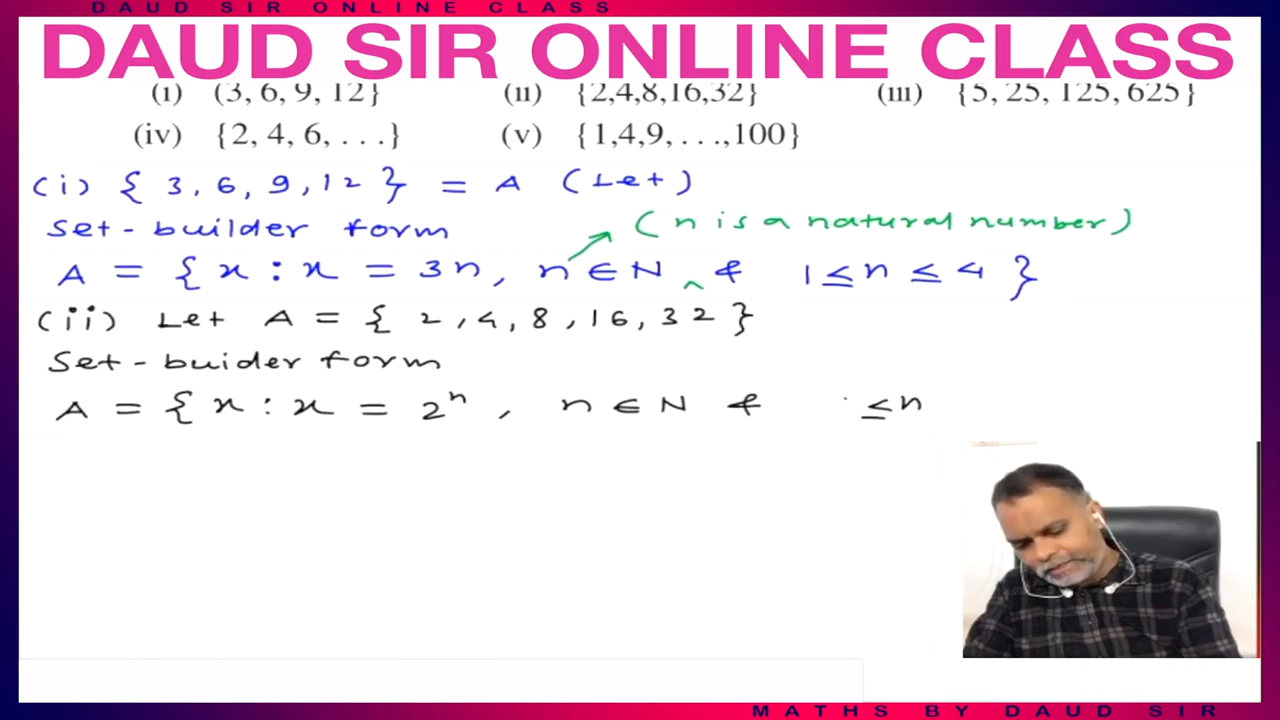 DAUD SIR ONLINE CLASS
DAUD SIR ONLINE CLASS
(i) (3, 6, 9, 12} (ii) {2,4,8,16,32} (iii) {5, 25, 125, 625}
(iv) {2, 4, 6, . . .} (v) {1,4,9, . . .,100}
(i) { 3, 6, 9, 12 } = A (Let)
Set-builder form (n is a natural number)
A = { x : x = 3n, n ∈ N & 1 ≤ n ≤ 4 }
(ii) Let A = { 2, 4, 8, 16, 32 }
Set-buider form
A = { x : x = 2ⁿ , n ∈ N & ≤ n
MATHS BY DAUD SIR